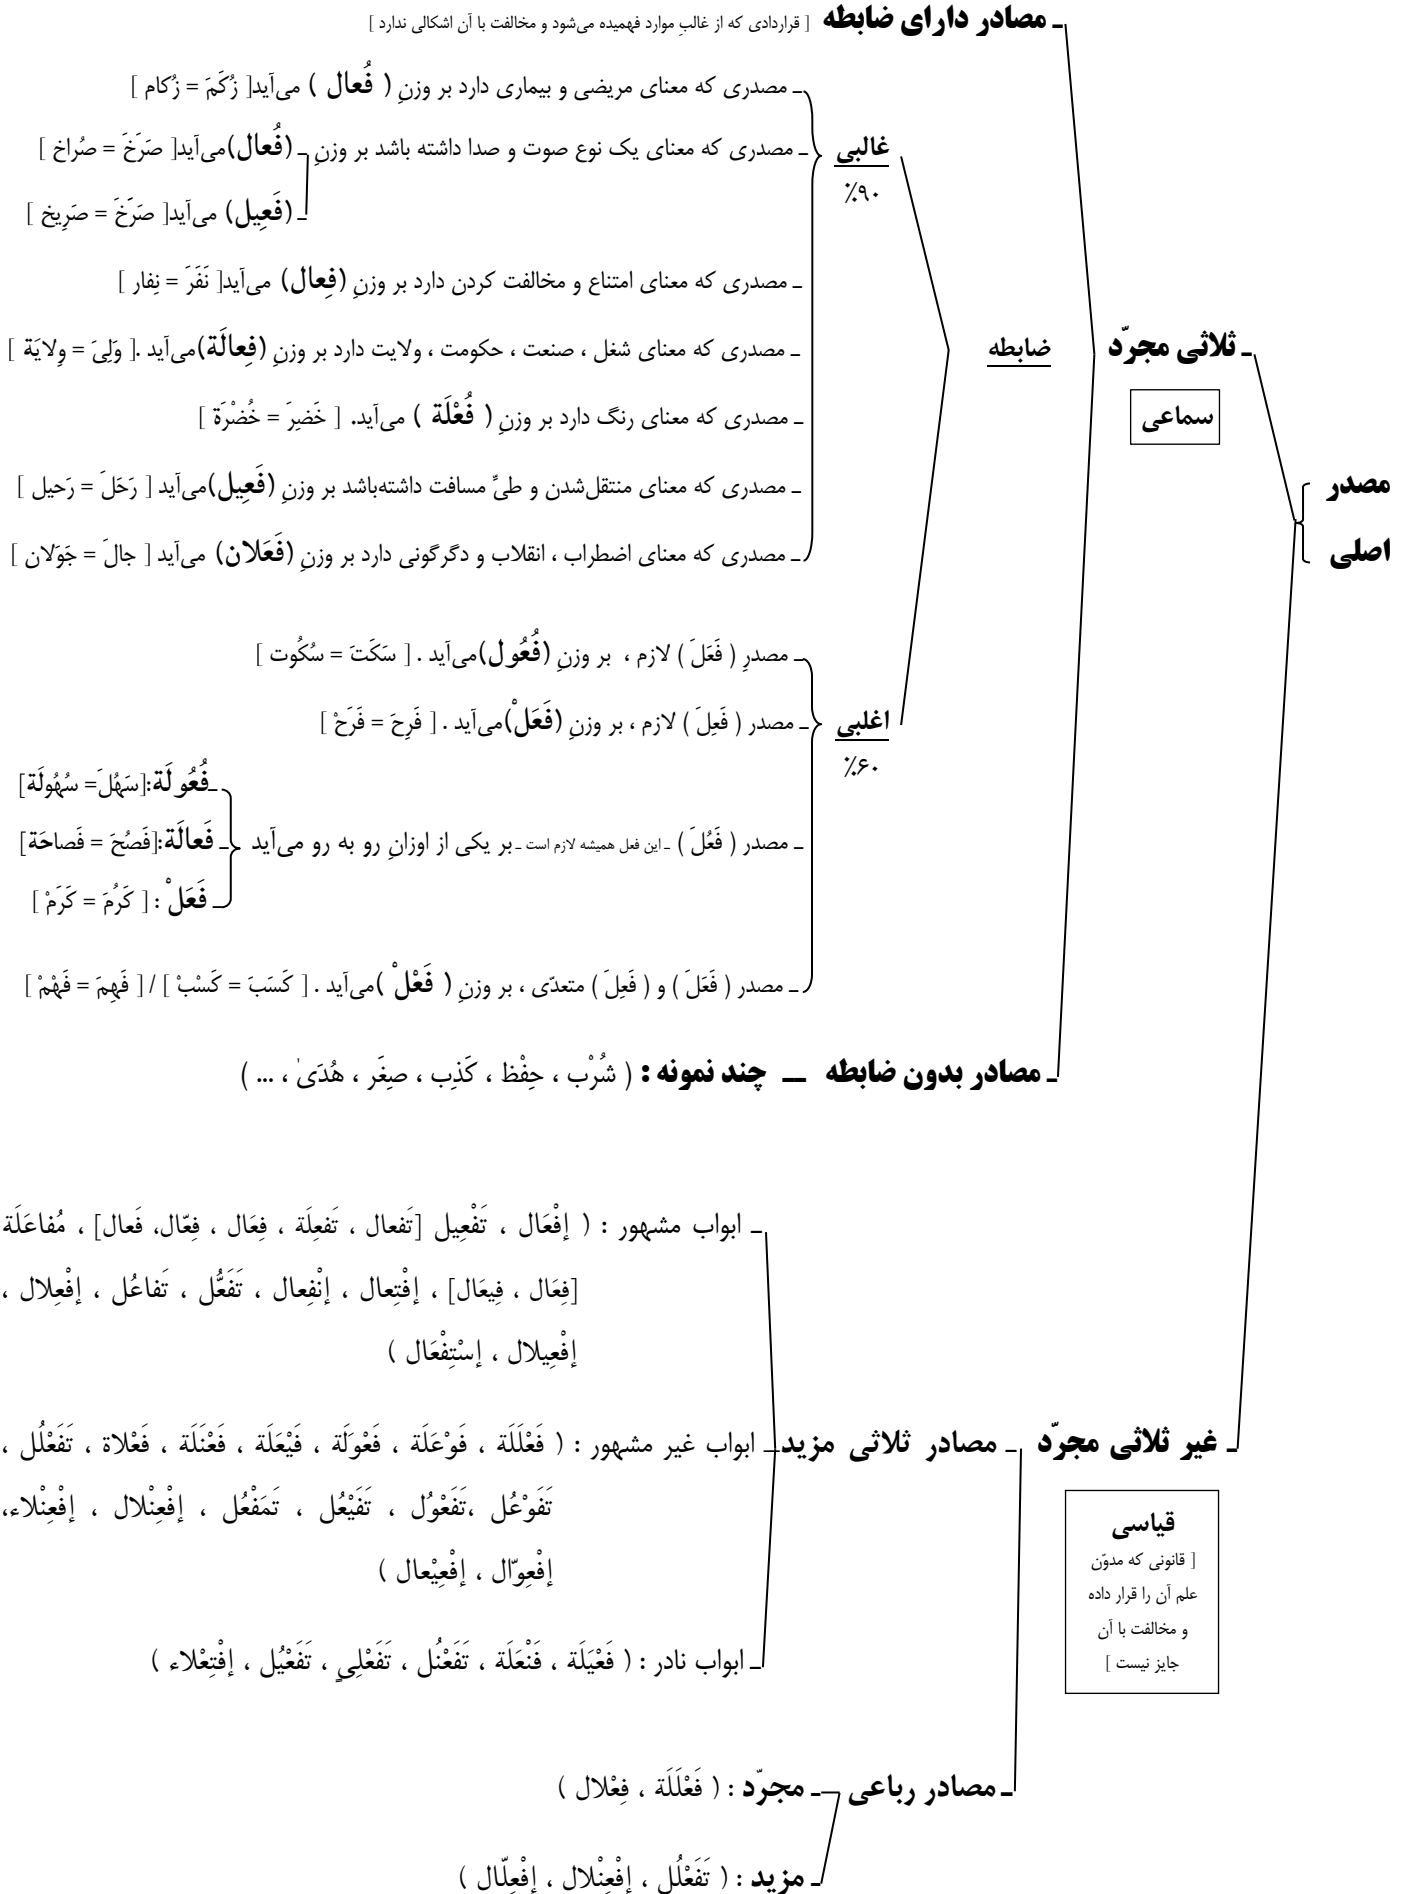 ـ مصادر دارای ضابطه [ قراردادی که از غالبِ موارد فهمیده می‌شود و مخالفت با آن اشکالی ندارد ]
ـ مصدری که معنای مریضی و بیماری دارد بر وزنِ ( فُعال ) می‌آید[ زُکَمَ = زُکام ]
غالبی ـ مصدری که معنای یک نوع صوت و صدا داشته باشد بر وزنِ ـ (فُعال)می‌آید[ صَرَخَ = صُراخ ]
٪۹۰
ـ (فَعِیل) می‌آید[ صَرَخَ = صَرِیخ ]
ـ مصدری که معنای امتناع و مخالفت کردن دارد بر وزنِ (فِعال) می‌آید[ نَفَرَ = نِفار ]
ـ ثلاثی مجرّد ضابطه ـ مصدری که معنای شغل ، صنعت ، حکومت ، ولایت دارد بر وزنِ (فِعالَة)می‌آید .[ وَلِیَ = وِلایَة ]
سماعی ـ مصدری که معنای رنگ دارد بر وزنِ ( فُعْلَة ) می‌آید. [ خَضِرَ = خُضْرَة ]
مصدر ـ مصدری که معنای منتقل‌شدن و طیِّ مسافت داشته‌باشد بر وزنِ (فَعِیل)می‌آید [ رَحَلَ = رَحیل ]
اصلی ـ مصدری که معنای اضطراب ، انقلاب و دگرگونی دارد بر وزنِ (فَعَلان) می‌آید [ جالَ = جَوَلان ]
ـ مصدرِ ( فَعَلَ ) لازم ، بر وزنِ (فُعُول)می‌آید . [ سَکَتَ = سُکُوت ]
اغلبی ـ مصدر ( فَعِلَ ) لازم ، بر وزنِ (فَعَلْ)می‌آید . [ فَرِحَ = فَرَحْ ]
٪۶۰
ـفُعُولَة:[سَهُلَ= سُهُولَة]
ـ مصدر ( فَعُلَ ) ـ این فعل همیشه لازم است ـ بر یکی از اوزانِ رو به رو می‌آید ـ فَعالَة:[فَصُحَ = فَصاحَة]
ـ فَعَلْ : [ کَرُمَ = کَرَمْ ]
ـ مصدر ( فَعَلَ ) و ( فَعِلَ ) متعدّی ، بر وزنِ ( فَعْلْ )می‌آید . [ کَسَبَ = کَسْبْ ] / [ فَهِمَ = فَهْمْ ]
ـ مصادر بدون ضابطه ـــ چند نمونه : ( شُرْب ، حِفْظ ، کَذِب ، صِغَر ، هُدَیٰ ، ... )
ـ ابواب مشهور : ( إفْعَال ، تَفْعِیل [تَفعال ، تَفعِلَة ، فِعَال ، فِعّال، فَعال] ، مُفاعَلَة
[فِعَال ، فِیعَال] ، إفْتِعال ، إنْفِعال ، تَفَعُّل ، تَفاعُل ، إفْعِلال ،
إفْعِیلال ، إسْتِفْعَال )
ـ غیر ثلاثی مجرّد ـ مصادر ثلاثی مزید ـ ابواب غیر مشهور : ( فَعْلَلَة ، فَوْعَلَة ، فَعْوَلَة ، فَیْعَلَة ، فَعْنَلَة ، فَعْلاة ، تَفَعْلُل ،
تَفَوْعُل ،تَفَعْوُل ، تَفَیْعُل ، تَمَفْعُل ، إفْعِنْلال ، إفْعِنْلاء،
إفْعِوّال ، إفْعِیْعال )
قیاسی
[ قانونی که مدوّن
علم آن را قرار داده
و مخالفت با آن
جایز نیست ]
ـ ابواب نادر : ( فَعْیَلَة ، فَنْعَلَة ، تَفَعْنُل ، تَفَعْلِیٍ ، تَفَعْیُل ، إفْتِعْلاء )
ـ مصادر رباعی ـ مجرّد : ( فَعْلَلَة ، فِعْلال )
ـ مزید : ( تَفَعْلُل ، إفْعِنْلال ، إفْعِلّال )